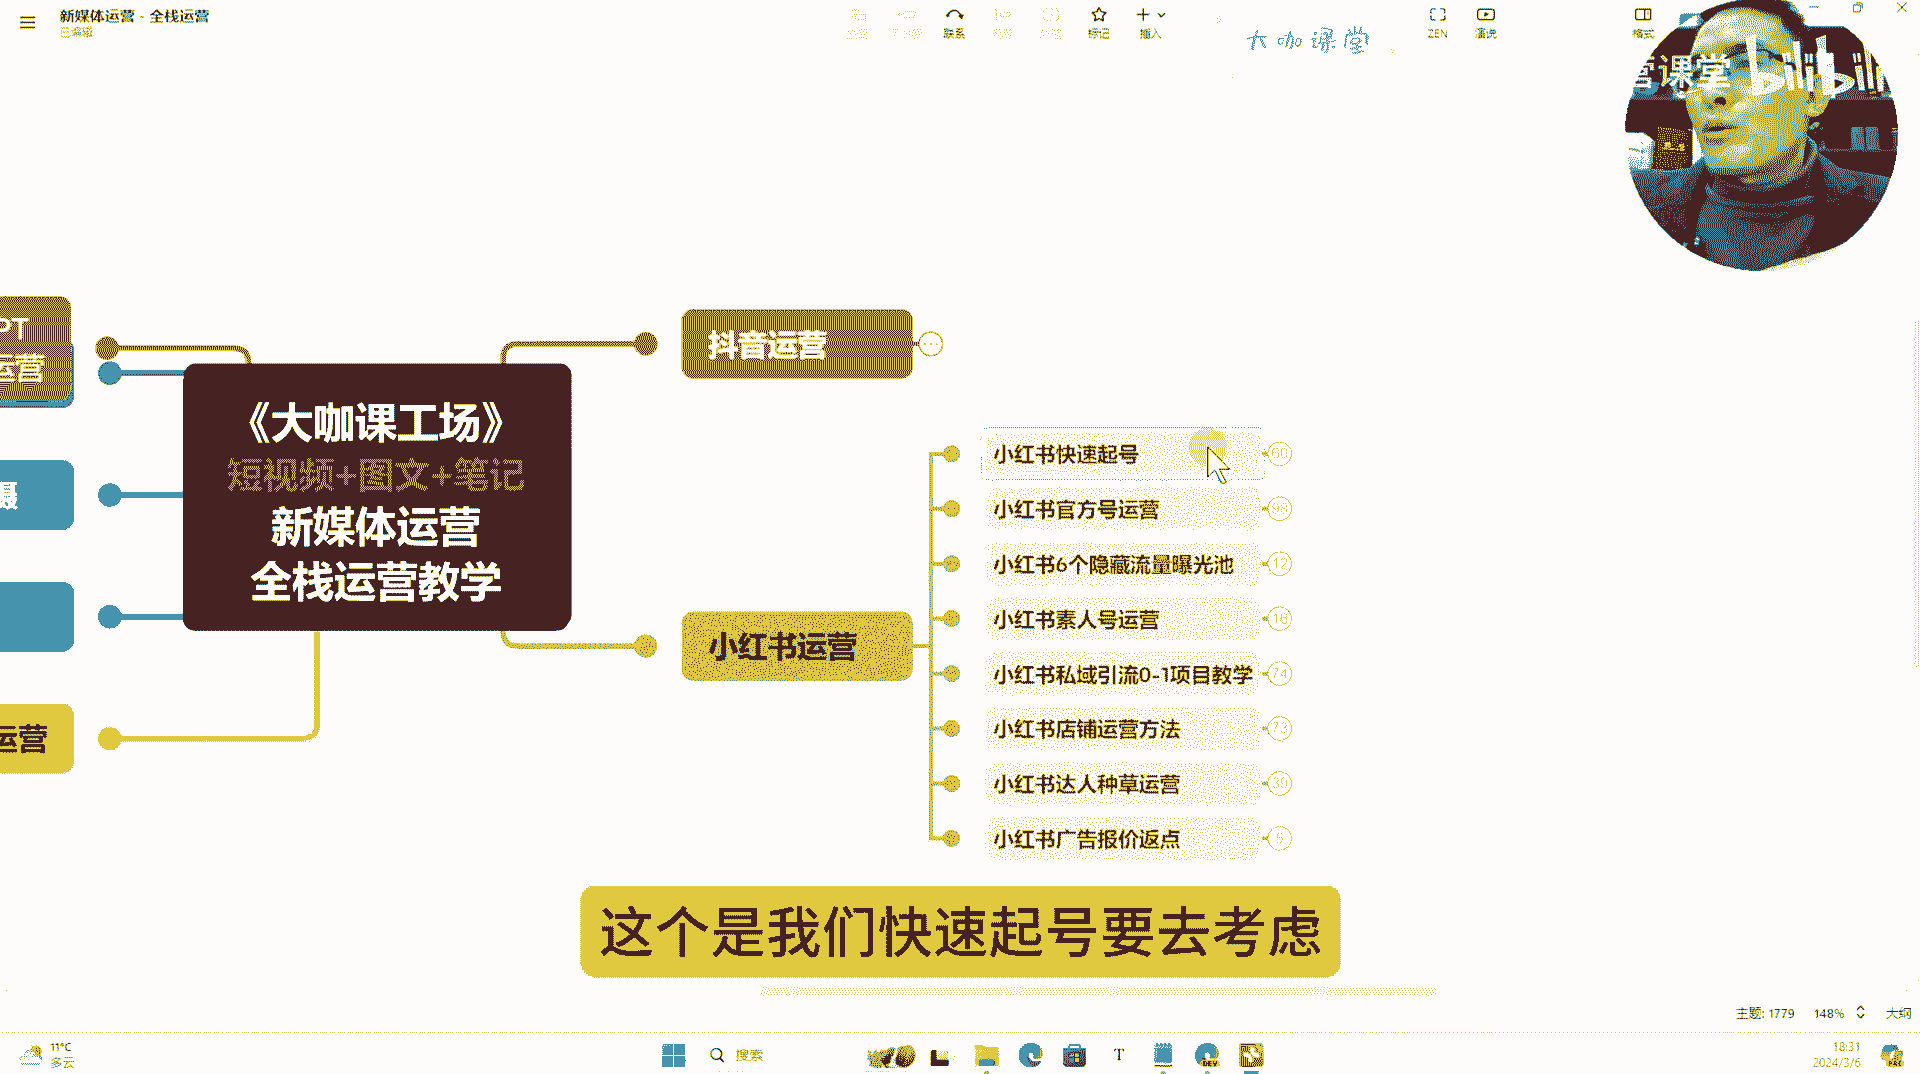 新媒体运营 - 全栈运营
已编辑
联系
标记
插入
ZEN
演说
格式
大咖课堂
营课堂 bilibili
PT
运营
摄
运营
《大咖课工场》
短视频+图文+笔记
新媒体运营
全栈运营教学
抖音运营
小红书运营
小红书快速起号 60
小红书官方号运营 98
小红书6个隐藏流量曝光池 12
小红书素人号运营 16
小红书私域引流0-1项目教学 74
小红书店铺运营方法 73
小红书达人种草运营 39
小红书广告报价返点 9
这个是我们快速起号要去考虑
主题: 1779 148% 大纲
11°C
多云
搜索
T
DEV
18:31
2024/3/6